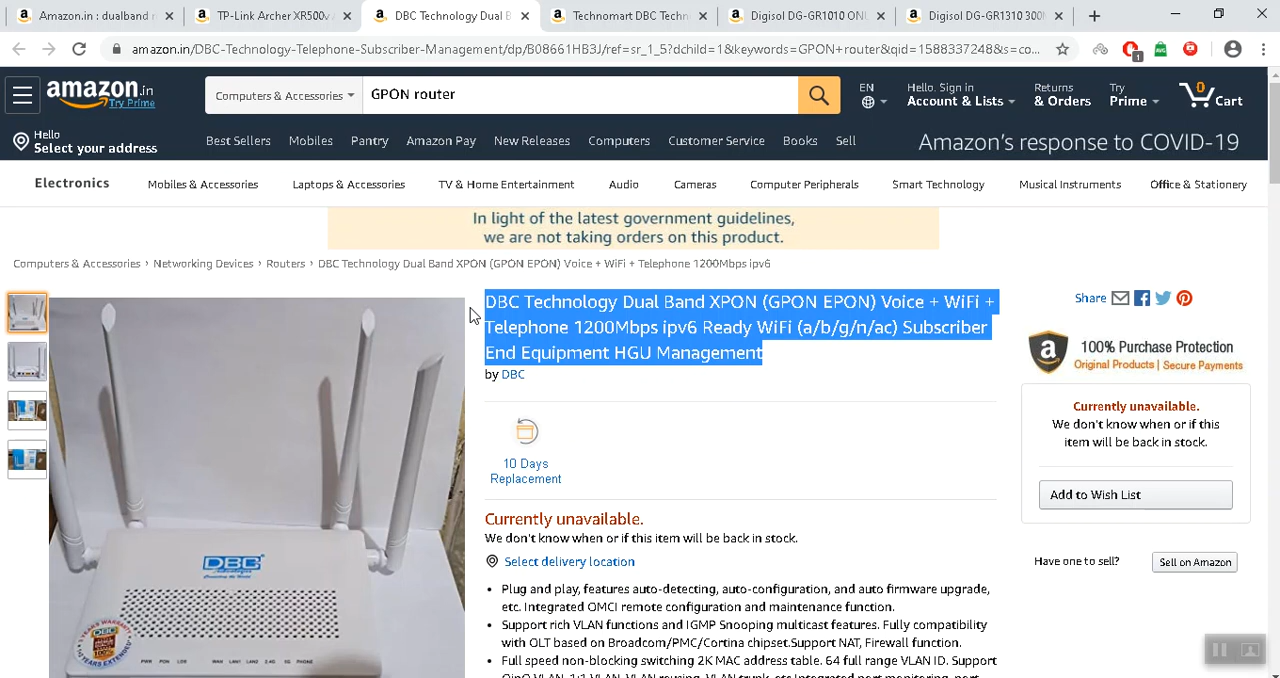 Amazon.in : dualband r
TP-Link Archer XR500v A
DBC Technology Dual B
Technomart DBC Techn
Digisol DG-GR1010 ONU
Digisol DG-GR1310 300M
amazon.in/DBC-Technology-Telephone-Subscriber-Management/dp/B08661HB3J/ref=sr_1_5?dchild=1&keywords=GPON+router&qid=1588337248&s=co...
1
amazon.in
Try Prime
Computers & Accessories
GPON router
EN
Hello. Sign in
Account & Lists
Returns
& Orders
Try
Prime
0
Cart
Hello
Select your address
Best Sellers
Mobiles
Pantry
Amazon Pay
New Releases
Computers
Customer Service
Books
Sell
Amazon's response to COVID-19
Electronics
Mobiles & Accessories
Laptops & Accessories
TV & Home Entertainment
Audio
Cameras
Computer Peripherals
Smart Technology
Musical Instruments
Office & Stationery
In light of the latest government guidelines,
we are not taking orders on this product.
Computers & Accessories › Networking Devices › Routers › DBC Technology Dual Band XPON (GPON EPON) Voice + WiFi + Telephone 1200Mbps ipv6
DBC Technology Dual Band XPON (GPON EPON) Voice + WiFi +
Telephone 1200Mbps ipv6 Ready WiFi (a/b/g/n/ac) Subscriber
End Equipment HGU Management
by DBC
10 Days
Replacement
Currently unavailable.
We don't know when or if this item will be back in stock.
Select delivery location
• Plug and play, features auto-detecting, auto-configuration, and auto firmware upgrade,
etc. Integrated OMCI remote configuration and maintenance function.
• Support rich VLAN functions and IGMP Snooping multicast features. Fully compatibility
with OLT based on Broadcom/PMC/Cortina chipset.Support NAT, Firewall function.
• Full speed non-blocking switching 2K MAC address table. 64 full range VLAN ID. Support
Share
a
100% Purchase Protection
Original Products | Secure Payments
Currently unavailable.
We don't know when or if this
item will be back in stock.
Add to Wish List
Have one to sell?
Sell on Amazon
DBC
PWR PON LOS WAN LAN1 LAN2